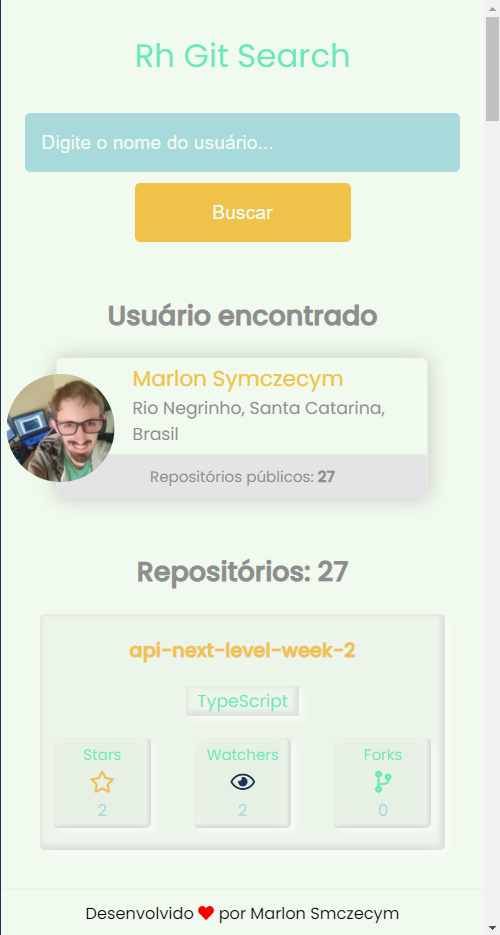 Rh Git Search
Digite o nome do usuário...
Buscar
Usuário encontrado
Marlon Symczecym
Rio Negrinho, Santa Catarina,
Brasil
Repositórios públicos: 27
Repositórios: 27
api-next-level-week-2
TypeScript
Stars
2
Watchers
2
Forks
0
Desenvolvido ❤ por Marlon Smczecym